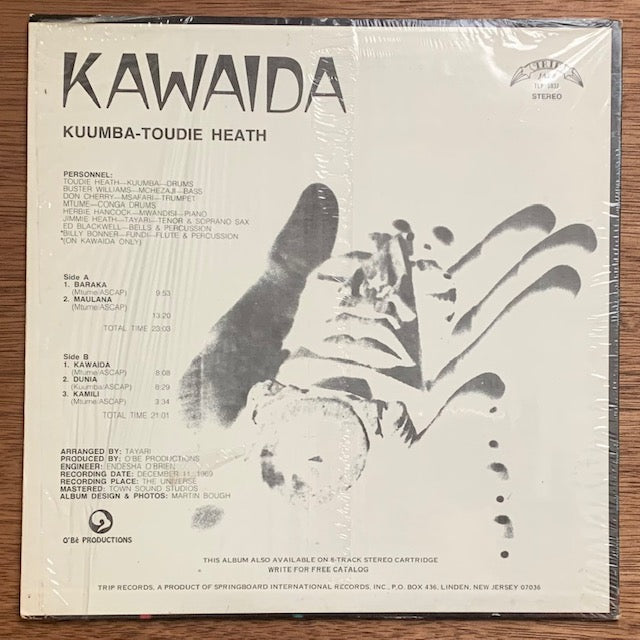 KAWAIDA
KUUMBA-TOUDIE HEATH
TRIP
JAZZ
STEREO
PERSONNEL:
TOUDIE HEATH—KUUMBA—DRUMS
BUSTER WILLIAMS—MCHEZAJI—BASS
DON CHERRY—MSAFARI—TRUMPET
MTUME—CONGA DRUMS
HERBIE HANCOCK—MWANDISI—PIANO
JIMMIE HEATH—TAYARI—TENOR & SOPRANO SAX
ED BLACKWELL—BELLS & PERCUSSION
*BILLY BONNER—FUNDI—FLUTE & PERCUSSION
*(ON KAWAIDA ONLY)
Side A
1. BARAKA
(Mtume/ASCAP) 9:53
2. MAULANA
(Mtume/ASCAP)
13:20
TOTAL TIME 23:03
Side B
1. KAWAIDA
(Mtume/ASCAP) 8:08
2. DUNIA
(Kuumba/ASCAP) 8:29
3. KAMILI
(Mtume/ASCAP) 3:34
TOTAL TIME 21:01
ARRANGED BY: TAYARI
PRODUCED BY: O'BE PRODUCTIONS
ENGINEER: ENDESHA O'BRIEN
RECORDING DATE: DECEMBER 11, 1969
RECORDING PLACE: THE UNIVERSE
MASTERED: TOWN SOUND STUDIOS
ALBUM DESIGN & PHOTOS: MARTIN BOUGH
O'Bē PRODUCTIONS
THIS ALBUM ALSO AVAILABLE ON 8-TRACK STEREO CARTRIDGE
WRITE FOR FREE CATALOG
TRIP RECORDS, A PRODUCT OF SPRINGBOARD INTERNATIONAL RECORDS, INC., P.O. BOX 436, LINDEN, NEW JERSEY 07036